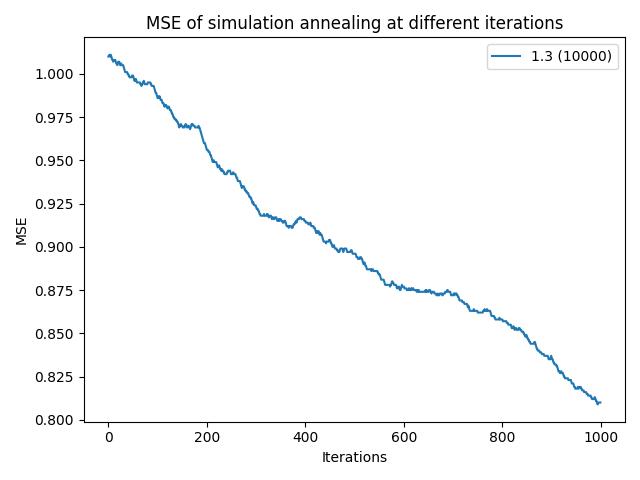 MSE of simulation annealing at different iterations
1.3 (10000)
1.000
0.975
0.950
0.925
0.900
0.875
0.850
0.825
0.800
MSE
0 200 400 600 800 1000
Iterations